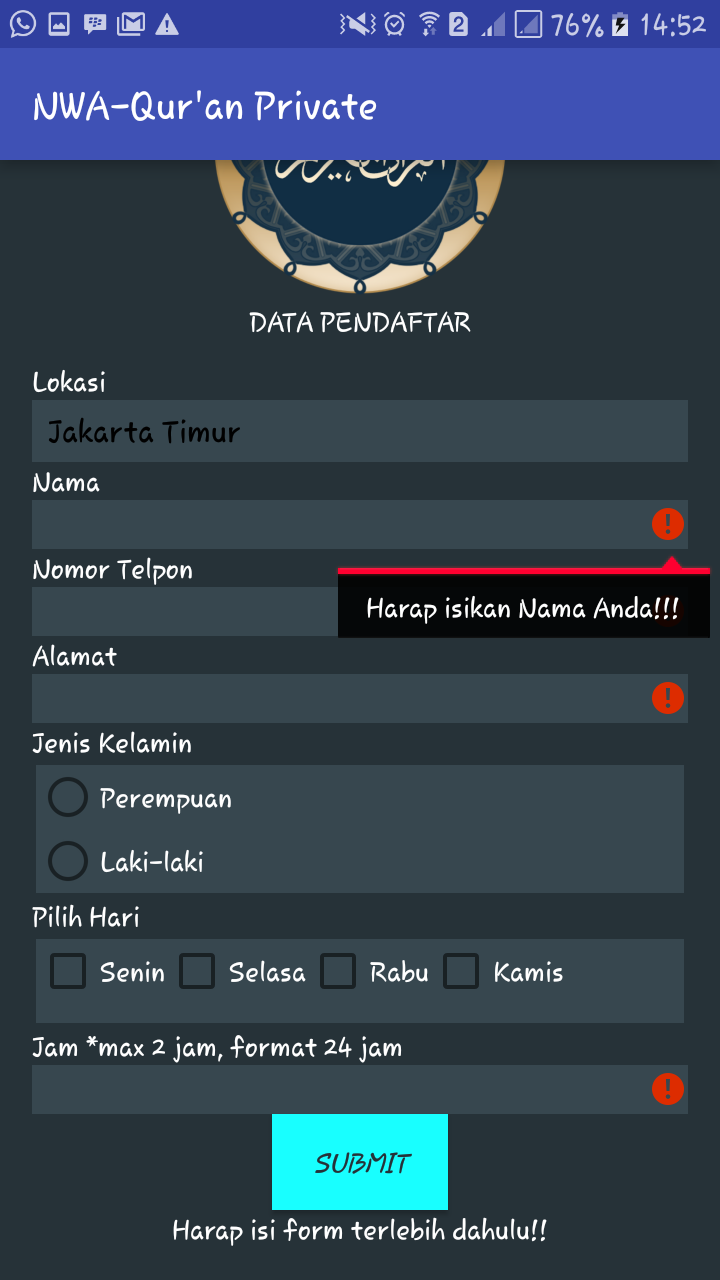 2 76% 14:52
NWA-Qur'an Private
DATA PENDAFTAR
Lokasi
Jakarta Timur
Nama
Nomor Telpon
Harap isikan Nama Anda!!!
Alamat
Jenis Kelamin
Perempuan
Laki-laki
Pilih Hari
Senin Selasa Rabu Kamis
Jam *max 2 jam, format 24 jam
SUBMIT
Harap isi form terlebih dahulu!!